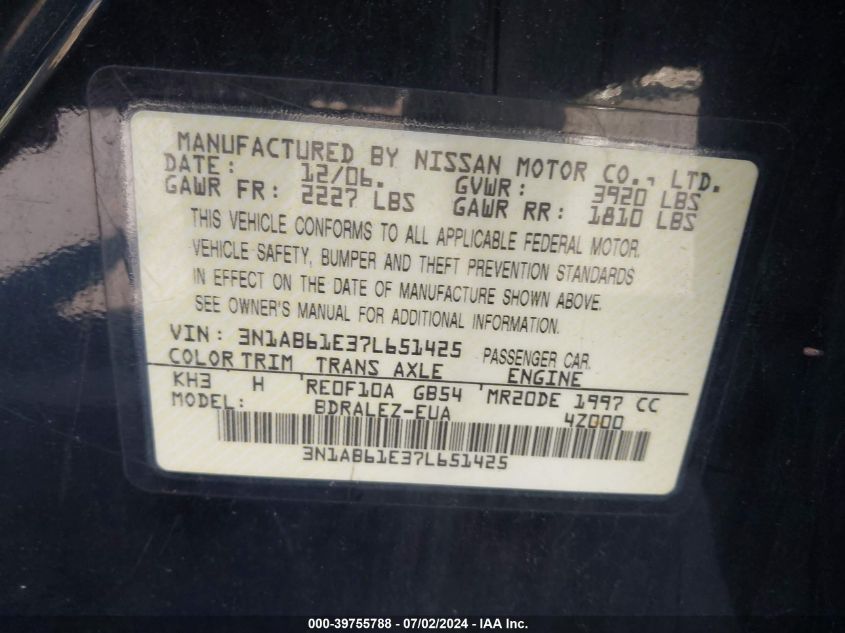 MANUFACTURED BY NISSAN MOTOR CO., LTD.
DATE: 12/06. GVWR: 3920 LBS
GAWR FR: 2227 LBS GAWR RR: 1810 LBS
THIS VEHICLE CONFORMS TO ALL APPLICABLE FEDERAL MOTOR.
VEHICLE SAFETY, BUMPER AND THEFT PREVENTION STANDARDS
IN EFFECT ON THE DATE OF MANUFACTURE SHOWN ABOVE.
SEE OWNER'S MANUAL FOR ADDITIONAL INFORMATION.
VIN: 3N1AB61E37L651425 PASSENGER CAR.
COLOR TRIM TRANS AXLE ENGINE
KH3 H 'RE0F10A GB54 'MR20DE 1997 CC
MODEL: BDRALEZ-EUA 4Z000
3N1AB61E37L651425
000-39755788 - 07/02/2024 - IAA Inc.